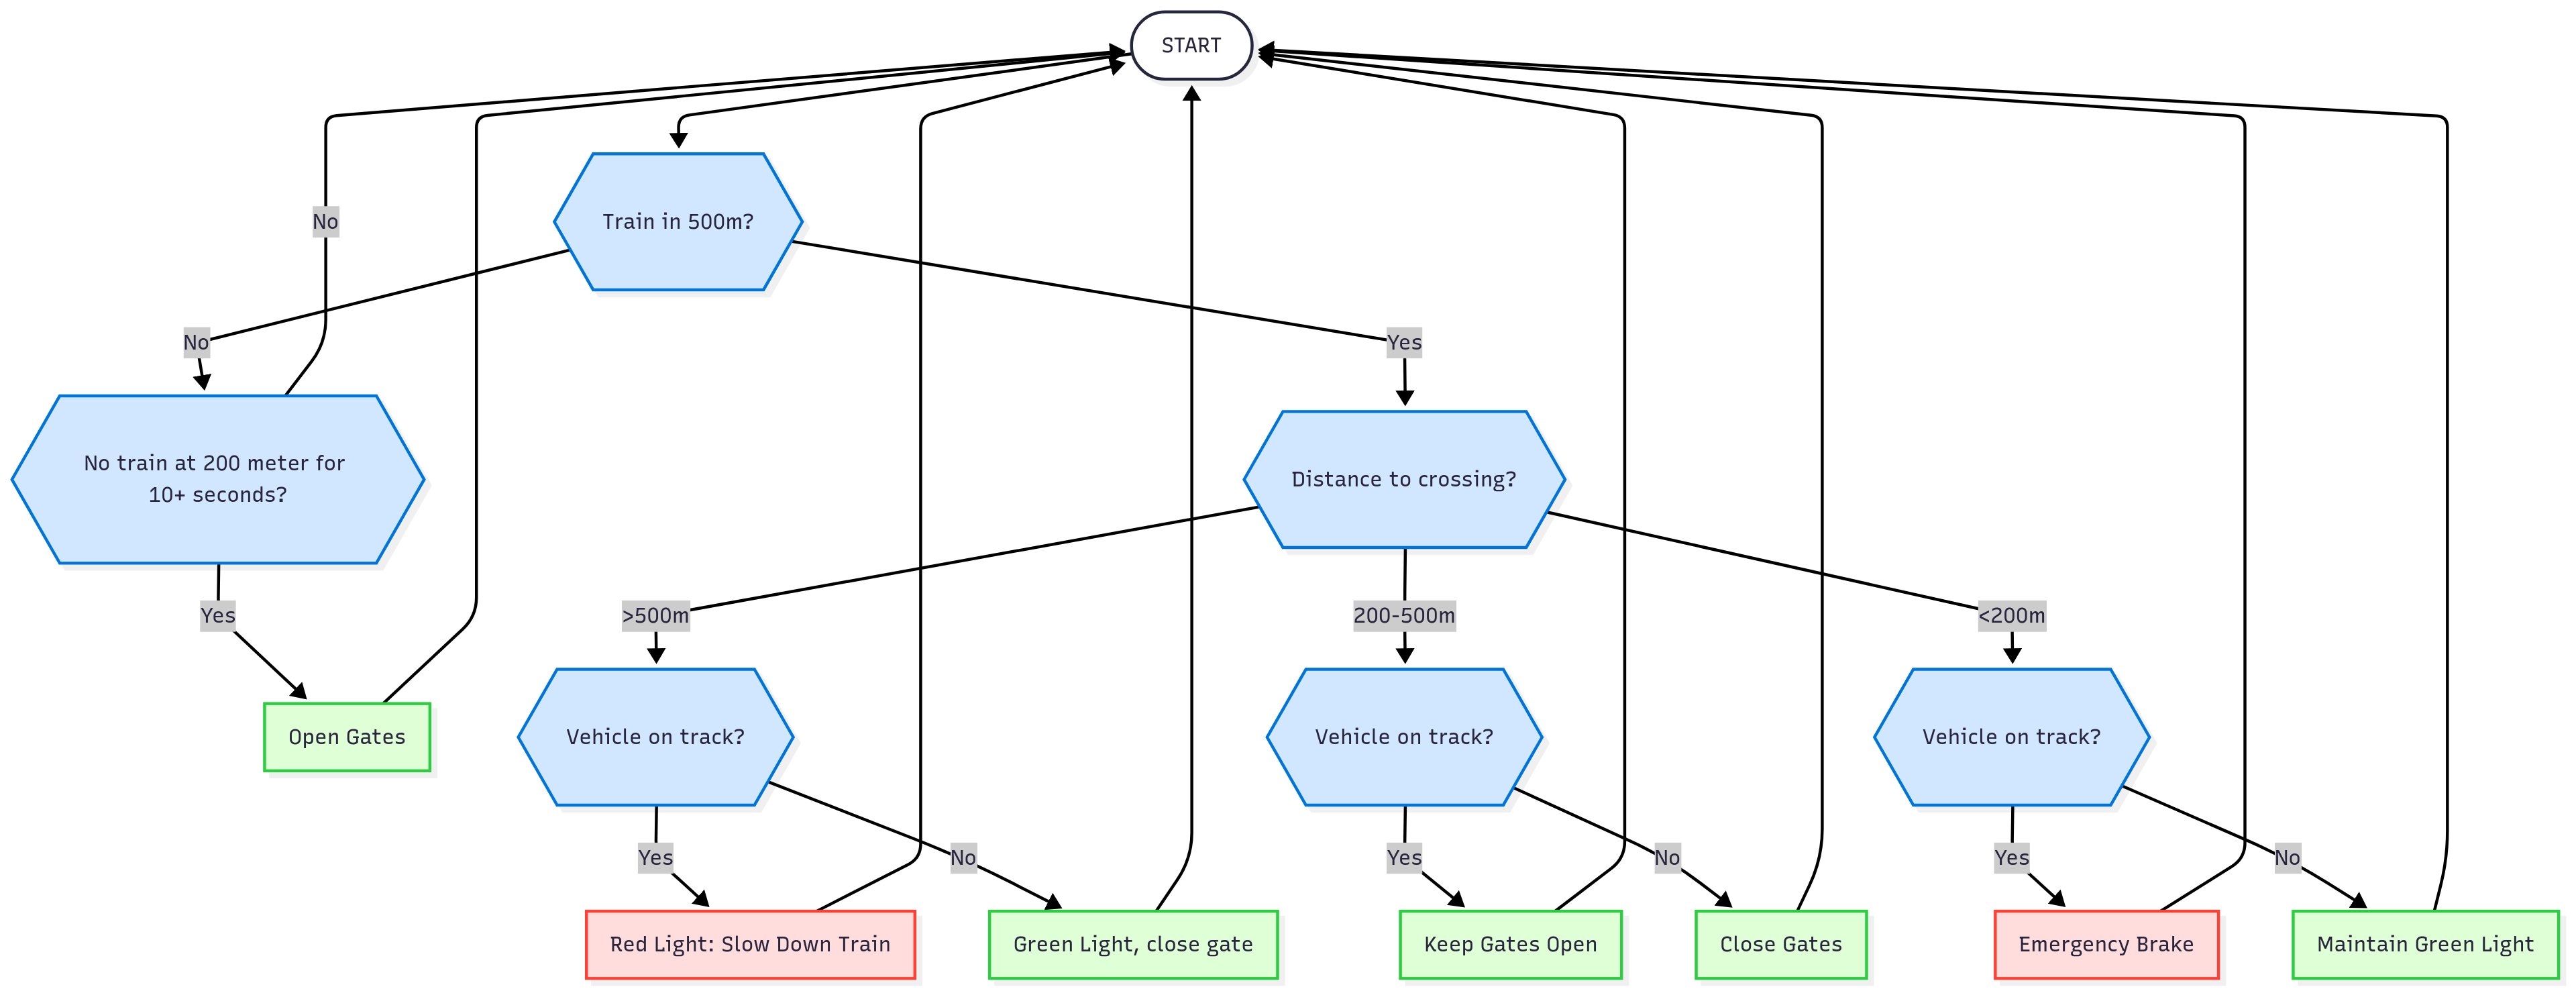 START
No
Train in 500m?
No
Yes
No train at 200 meter for
10+ seconds?
Distance to crossing?
Yes
>500m
200-500m
<200m
Open Gates
Vehicle on track?
Vehicle on track?
Vehicle on track?
Yes
No
Yes
No
Yes
No
Red Light: Slow Down Train
Green Light, close gate
Keep Gates Open
Close Gates
Emergency Brake
Maintain Green Light